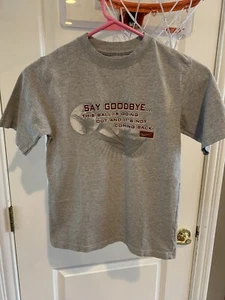 SAY GOODBYE...
THIS BALL IS GOING
OUT AND IT'S NOT
COMING BACK.